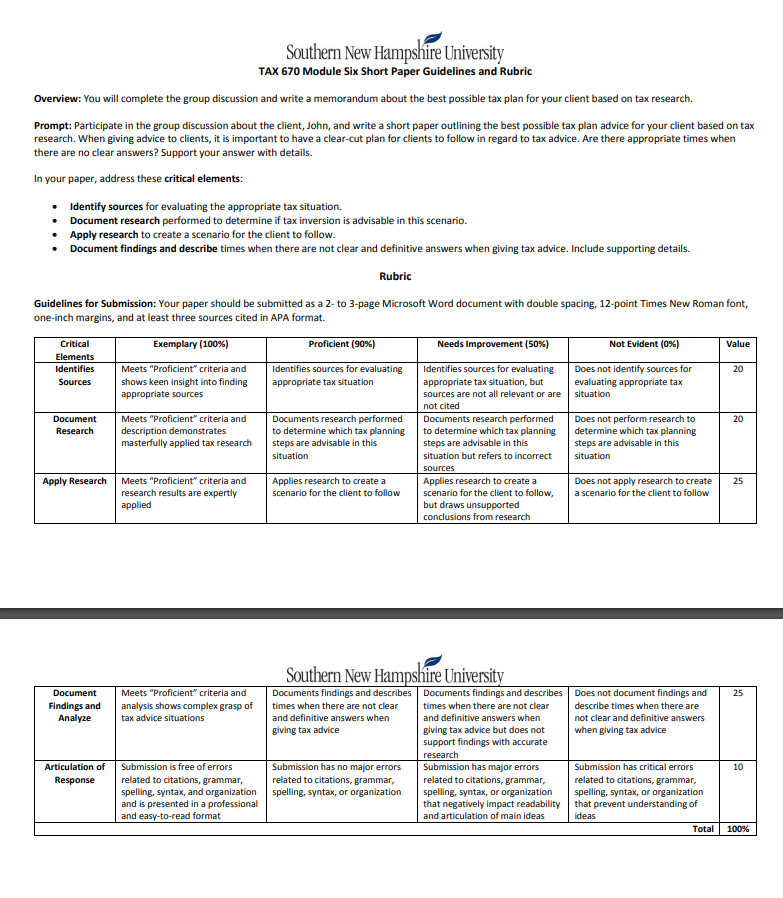 Southern New Hampshire University
TAX 670 Module Six Short Paper Guidelines and Rubric
Overview: You will complete the group discussion and write a memorandum about the best possible tax plan for your client based on tax research.
Prompt: Participate in the group discussion about the client, John, and write a short paper outlining the best possible tax plan advice for your client based on tax
research. When giving advice to clients, it is important to have a clear-cut plan for clients to follow in regard to tax advice. Are there appropriate times when
there are no clear answers? Support your answer with details.
In your paper, address these critical elements:
• Identify sources for evaluating the appropriate tax situation.
• Document research performed to determine if tax inversion is advisable in this scenario.
• Apply research to create a scenario for the client to follow.
• Document findings and describe times when there are not clear and definitive answers when giving tax advice. Include supporting details.
Rubric
Guidelines for Submission: Your paper should be submitted as a 2- to 3-page Microsoft Word document with double spacing, 12-point Times New Roman font,
one-inch margins, and at least three sources cited in APA format.
Critical
Elements
Exemplary (100%)
Proficient (90%)
Needs Improvement (50%)
Not Evident (0%)
Value
Identifies
Sources
Meets “Proficient” criteria and
shows keen insight into finding
appropriate sources
Identifies sources for evaluating
appropriate tax situation
Identifies sources for evaluating
appropriate tax situation, but
sources are not all relevant or are
not cited
Does not identify sources for
evaluating appropriate tax
situation
20
Document
Research
Meets “Proficient” criteria and
description demonstrates
masterfully applied tax research
Documents research performed
to determine which tax planning
steps are advisable in this
situation
Documents research performed
to determine which tax planning
steps are advisable in this
situation but refers to incorrect
sources
Does not perform research to
determine which tax planning
steps are advisable in this
situation
20
Apply Research
Meets “Proficient” criteria and
research results are expertly
applied
Applies research to create a
scenario for the client to follow
Applies research to create a
scenario for the client to follow,
but draws unsupported
conclusions from research
Does not apply research to create
a scenario for the client to follow
25
Southern New Hampshire University
Document
Findings and
Analyze
Meets “Proficient” criteria and
analysis shows complex grasp of
tax advice situations
Documents findings and describes
times when there are not clear
and definitive answers when
giving tax advice
Documents findings and describes
times when there are not clear
and definitive answers when
giving tax advice but does not
support findings with accurate
research
Does not document findings and
describe times when there are
not clear and definitive answers
when giving tax advice
25
Articulation of
Response
Submission is free of errors
related to citations, grammar,
spelling, syntax, and organization
and is presented in a professional
and easy-to-read format
Submission has no major errors
related to citations, grammar,
spelling, syntax, or organization
Submission has major errors
related to citations, grammar,
spelling, syntax, or organization
that negatively impact readability
and articulation of main ideas
Submission has critical errors
related to citations, grammar,
spelling, syntax, or organization
that prevent understanding of
ideas
10
Total
100%